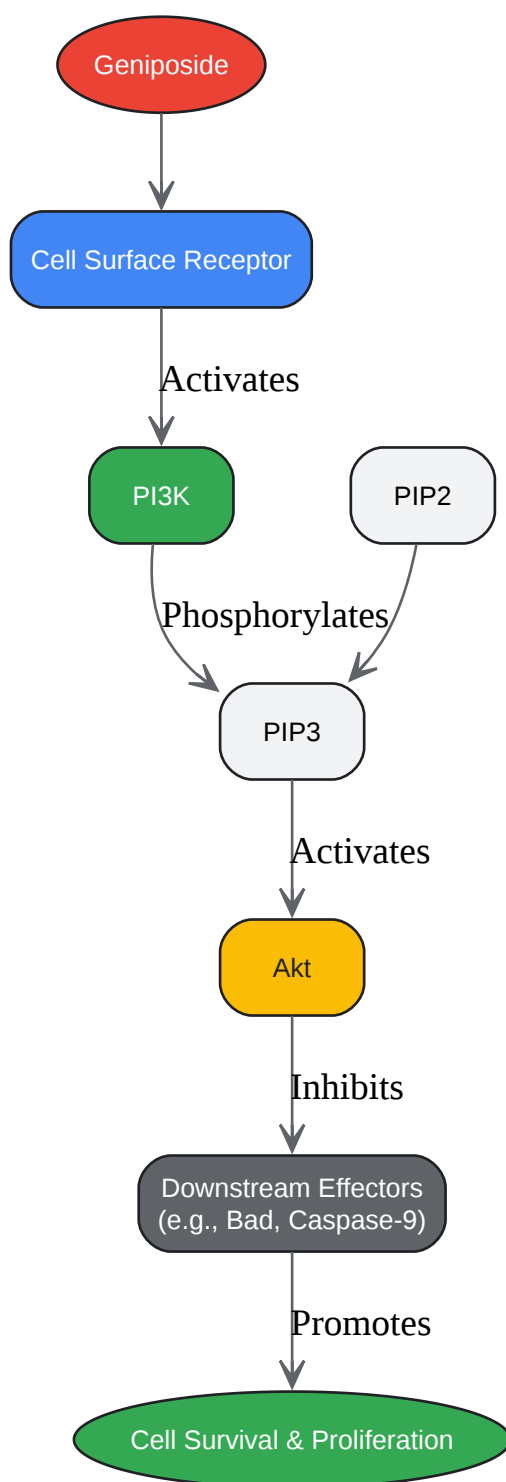 Geniposide
Cell Surface Receptor
Activates
PI3K
PIP2
Phosphorylates
PIP3
Activates
Akt
Inhibits
Downstream Effectors
(e.g., Bad, Caspase-9)
Promotes
Cell Survival & Proliferation